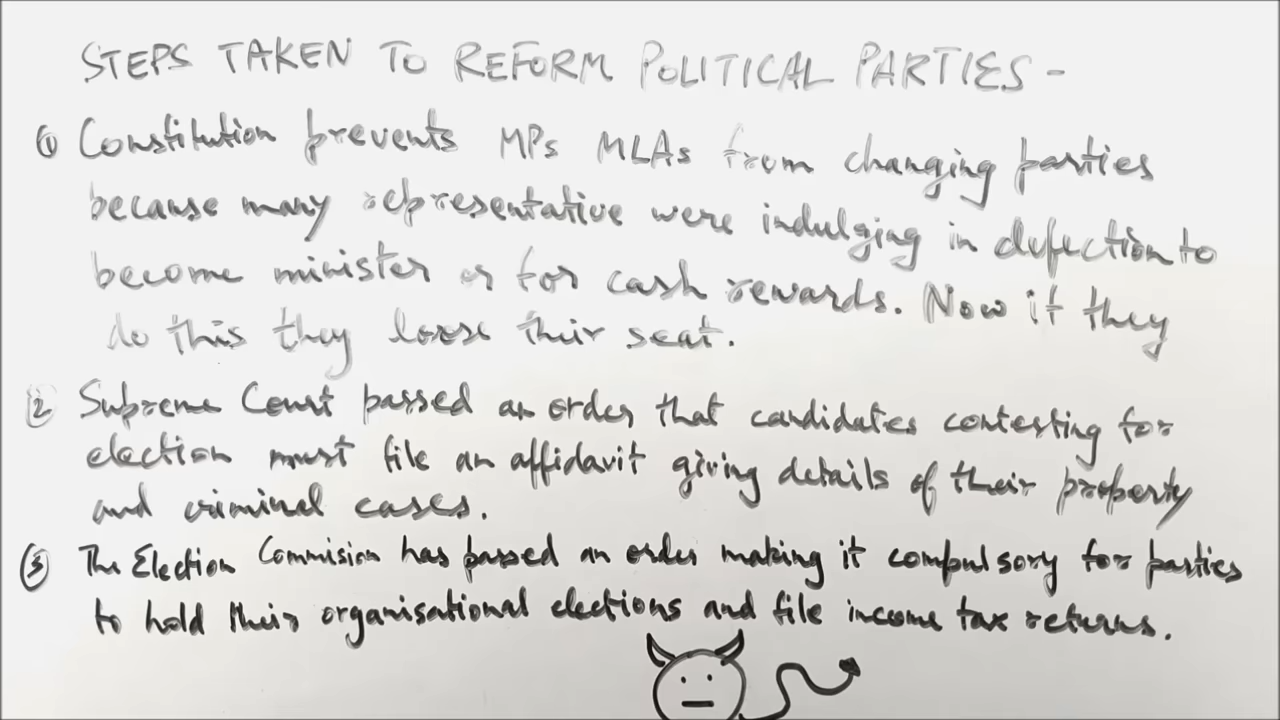 STEPS TAKEN TO REFORM POLITICAL PARTIES -
① Constitution prevents MPs MLAs from changing parties
because many representative were indulging in defection to
become minister or for cash rewards. Now if they
do this they loose their seat.
② Supreme Court passed an order that candidates contesting for
election must file an affidavit giving details of their property
and criminal cases.
③ The Election Commision has passed an order making it compulsory for parties
to hold their organisational elections and file income tax returns.